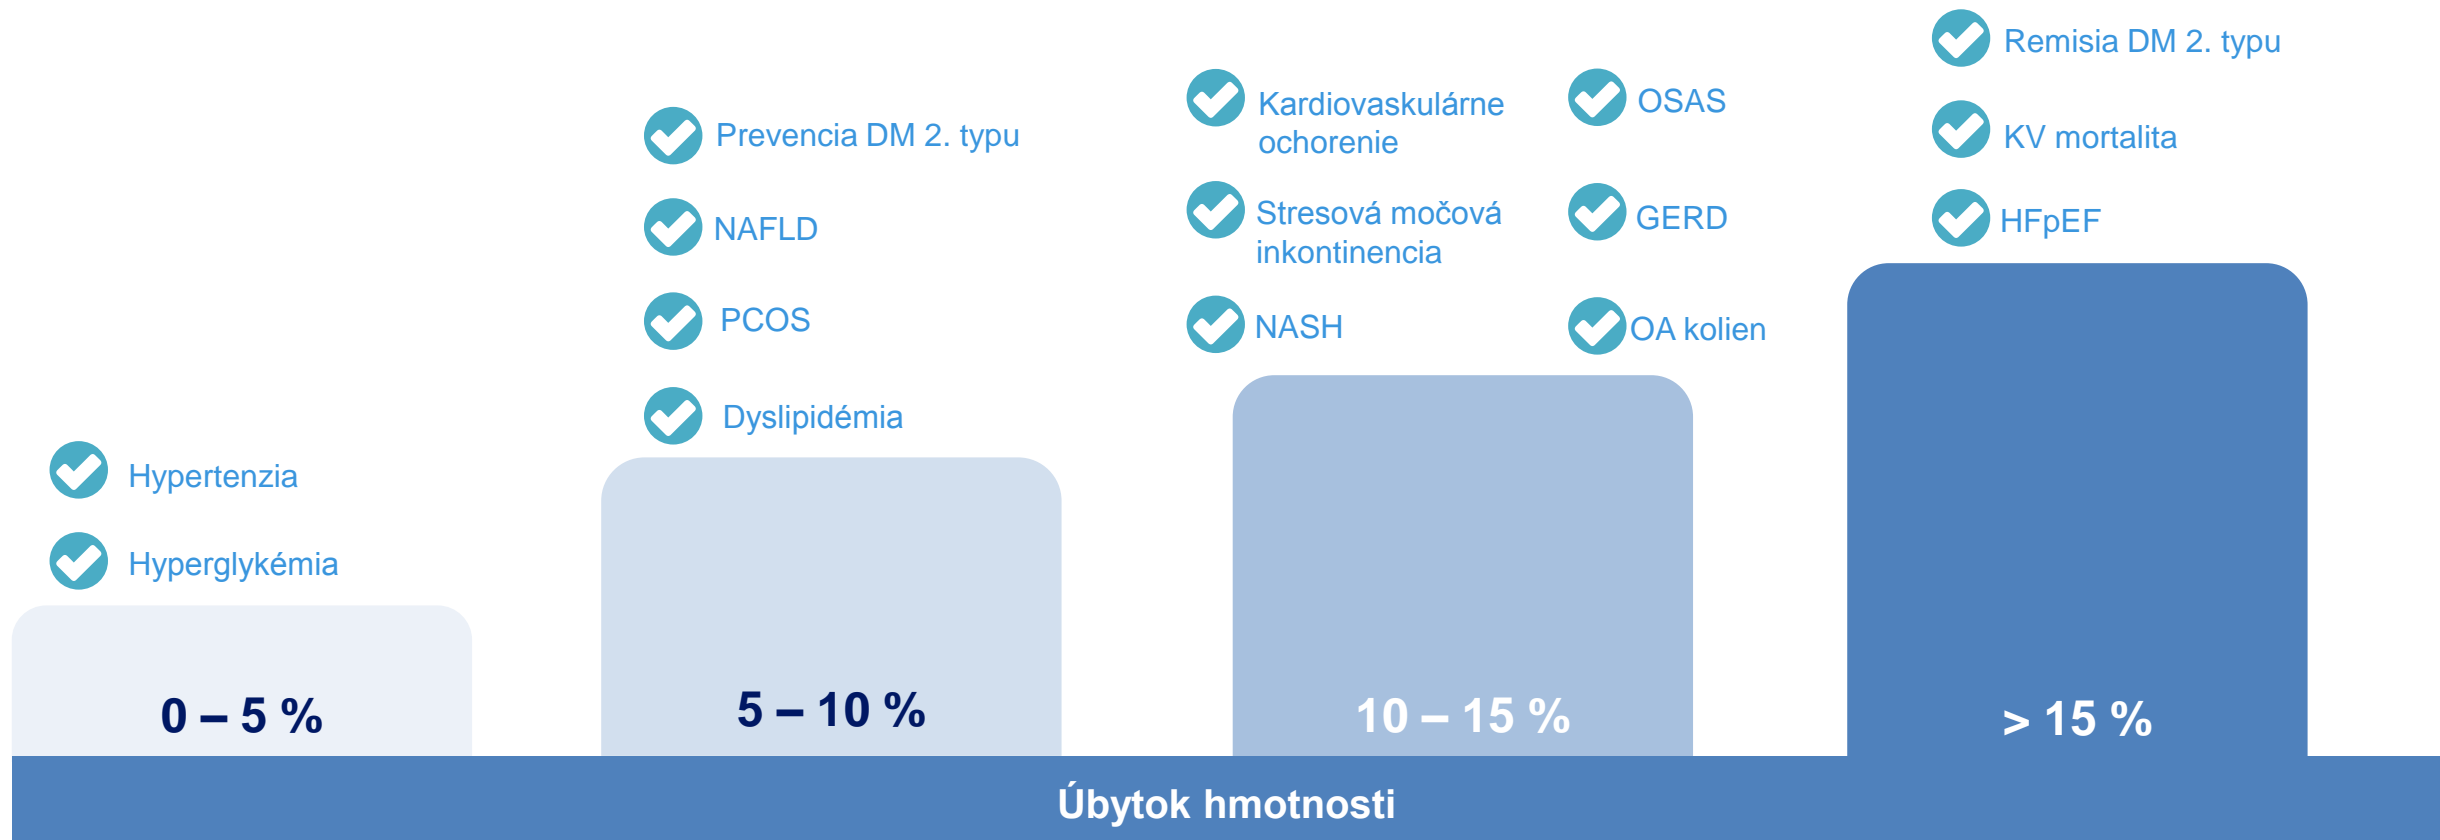 Hypertenzia
Hyperglykémia
0 – 5 %
Prevencia DM 2. typu
NAFLD
PCOS
Dyslipidémia
5 – 10 %
Kardiovaskulárne
ochorenie
Stresová močová
inkontinencia
NASH
OSAS
GERD
OA kolien
10 – 15 %
Remisia DM 2. typu
KV mortalita
HFpEF
> 15 %
Úbytok hmotnosti